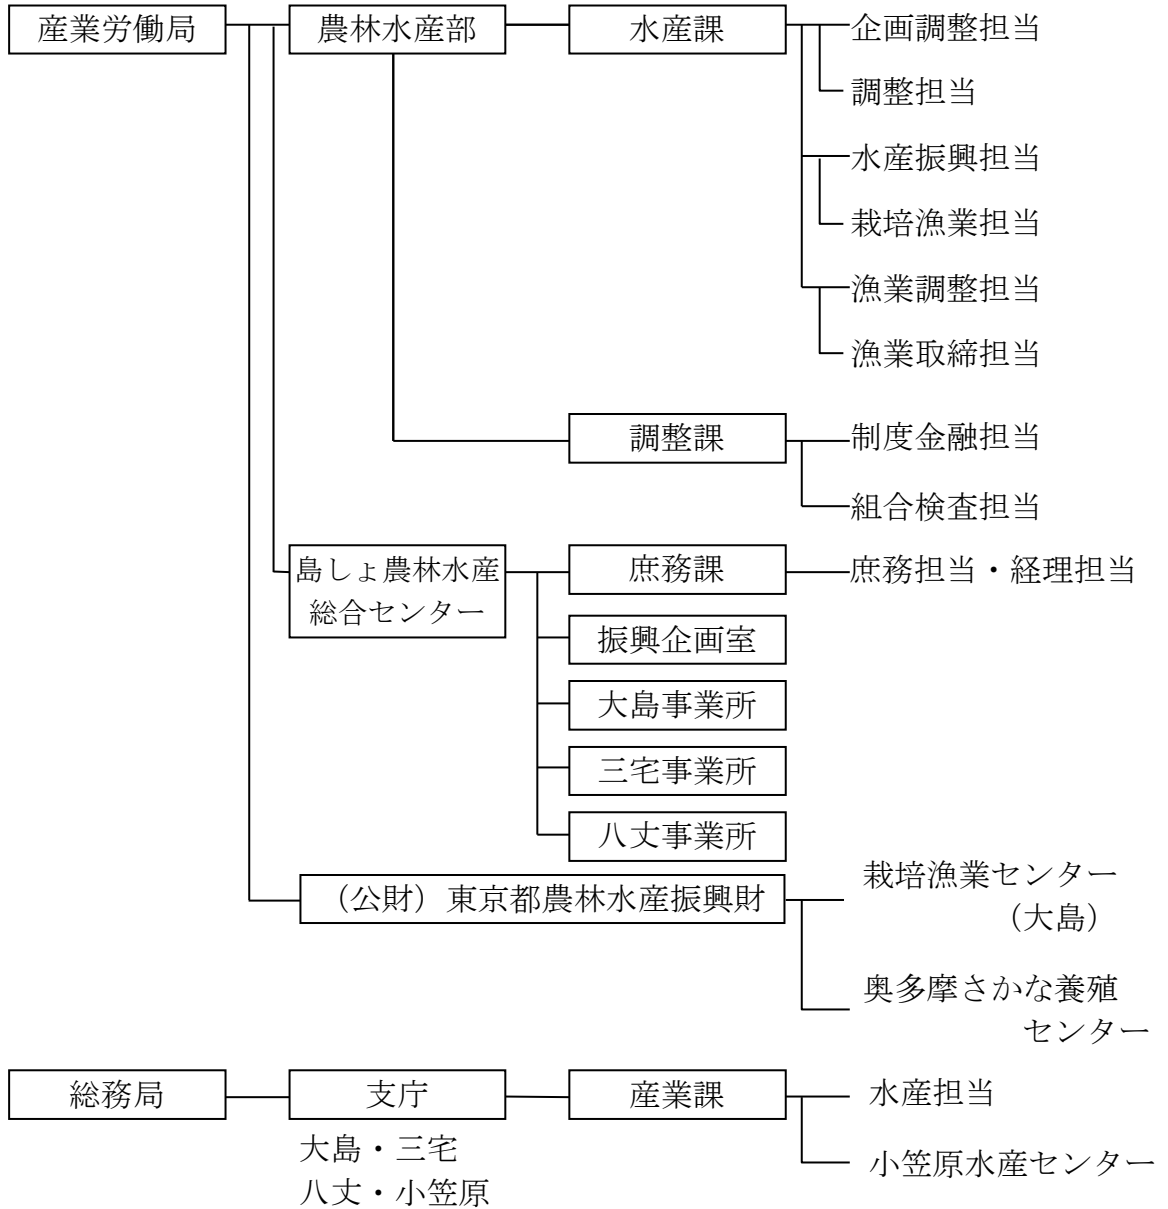 産業労働局
農林水産部
水産課
企画調整担当
調整担当
水産振興担当
栽培漁業担当
漁業調整担当
漁業取締担当
調整課
制度金融担当
組合検査担当
島しょ農林水産
総合センター
庶務課
庶務担当・経理担当
振興企画室
大島事業所
三宅事業所
八丈事業所
（公財）東京都農林水産振興財
栽培漁業センター
（大島）
奥多摩さかな養殖
センター
総務局
支庁
産業課
水産担当
大島・三宅
八丈・小笠原
小笠原水産センター